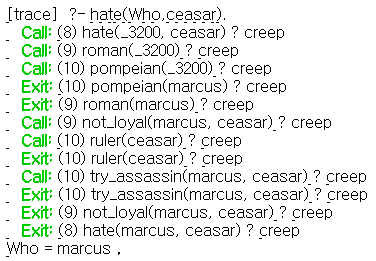 [trace]  ?- hate(Who,ceasar).
Call: (8) hate(_3200, ceasar) ? creep
Call: (9) roman(_3200) ? creep
Call: (10) pompeian(_3200) ? creep
Exit: (10) pompeian(marcus) ? creep
Exit: (9) roman(marcus) ? creep
Call: (9) not_loyal(marcus, ceasar) ? creep
Call: (10) ruler(ceasar) ? creep
Exit: (10) ruler(ceasar) ? creep
Call: (10) try_assassin(marcus, ceasar) ? creep
Exit: (10) try_assassin(marcus, ceasar) ? creep
Exit: (9) not_loyal(marcus, ceasar) ? creep
Exit: (8) hate(marcus, ceasar) ? creep
Who = marcus .